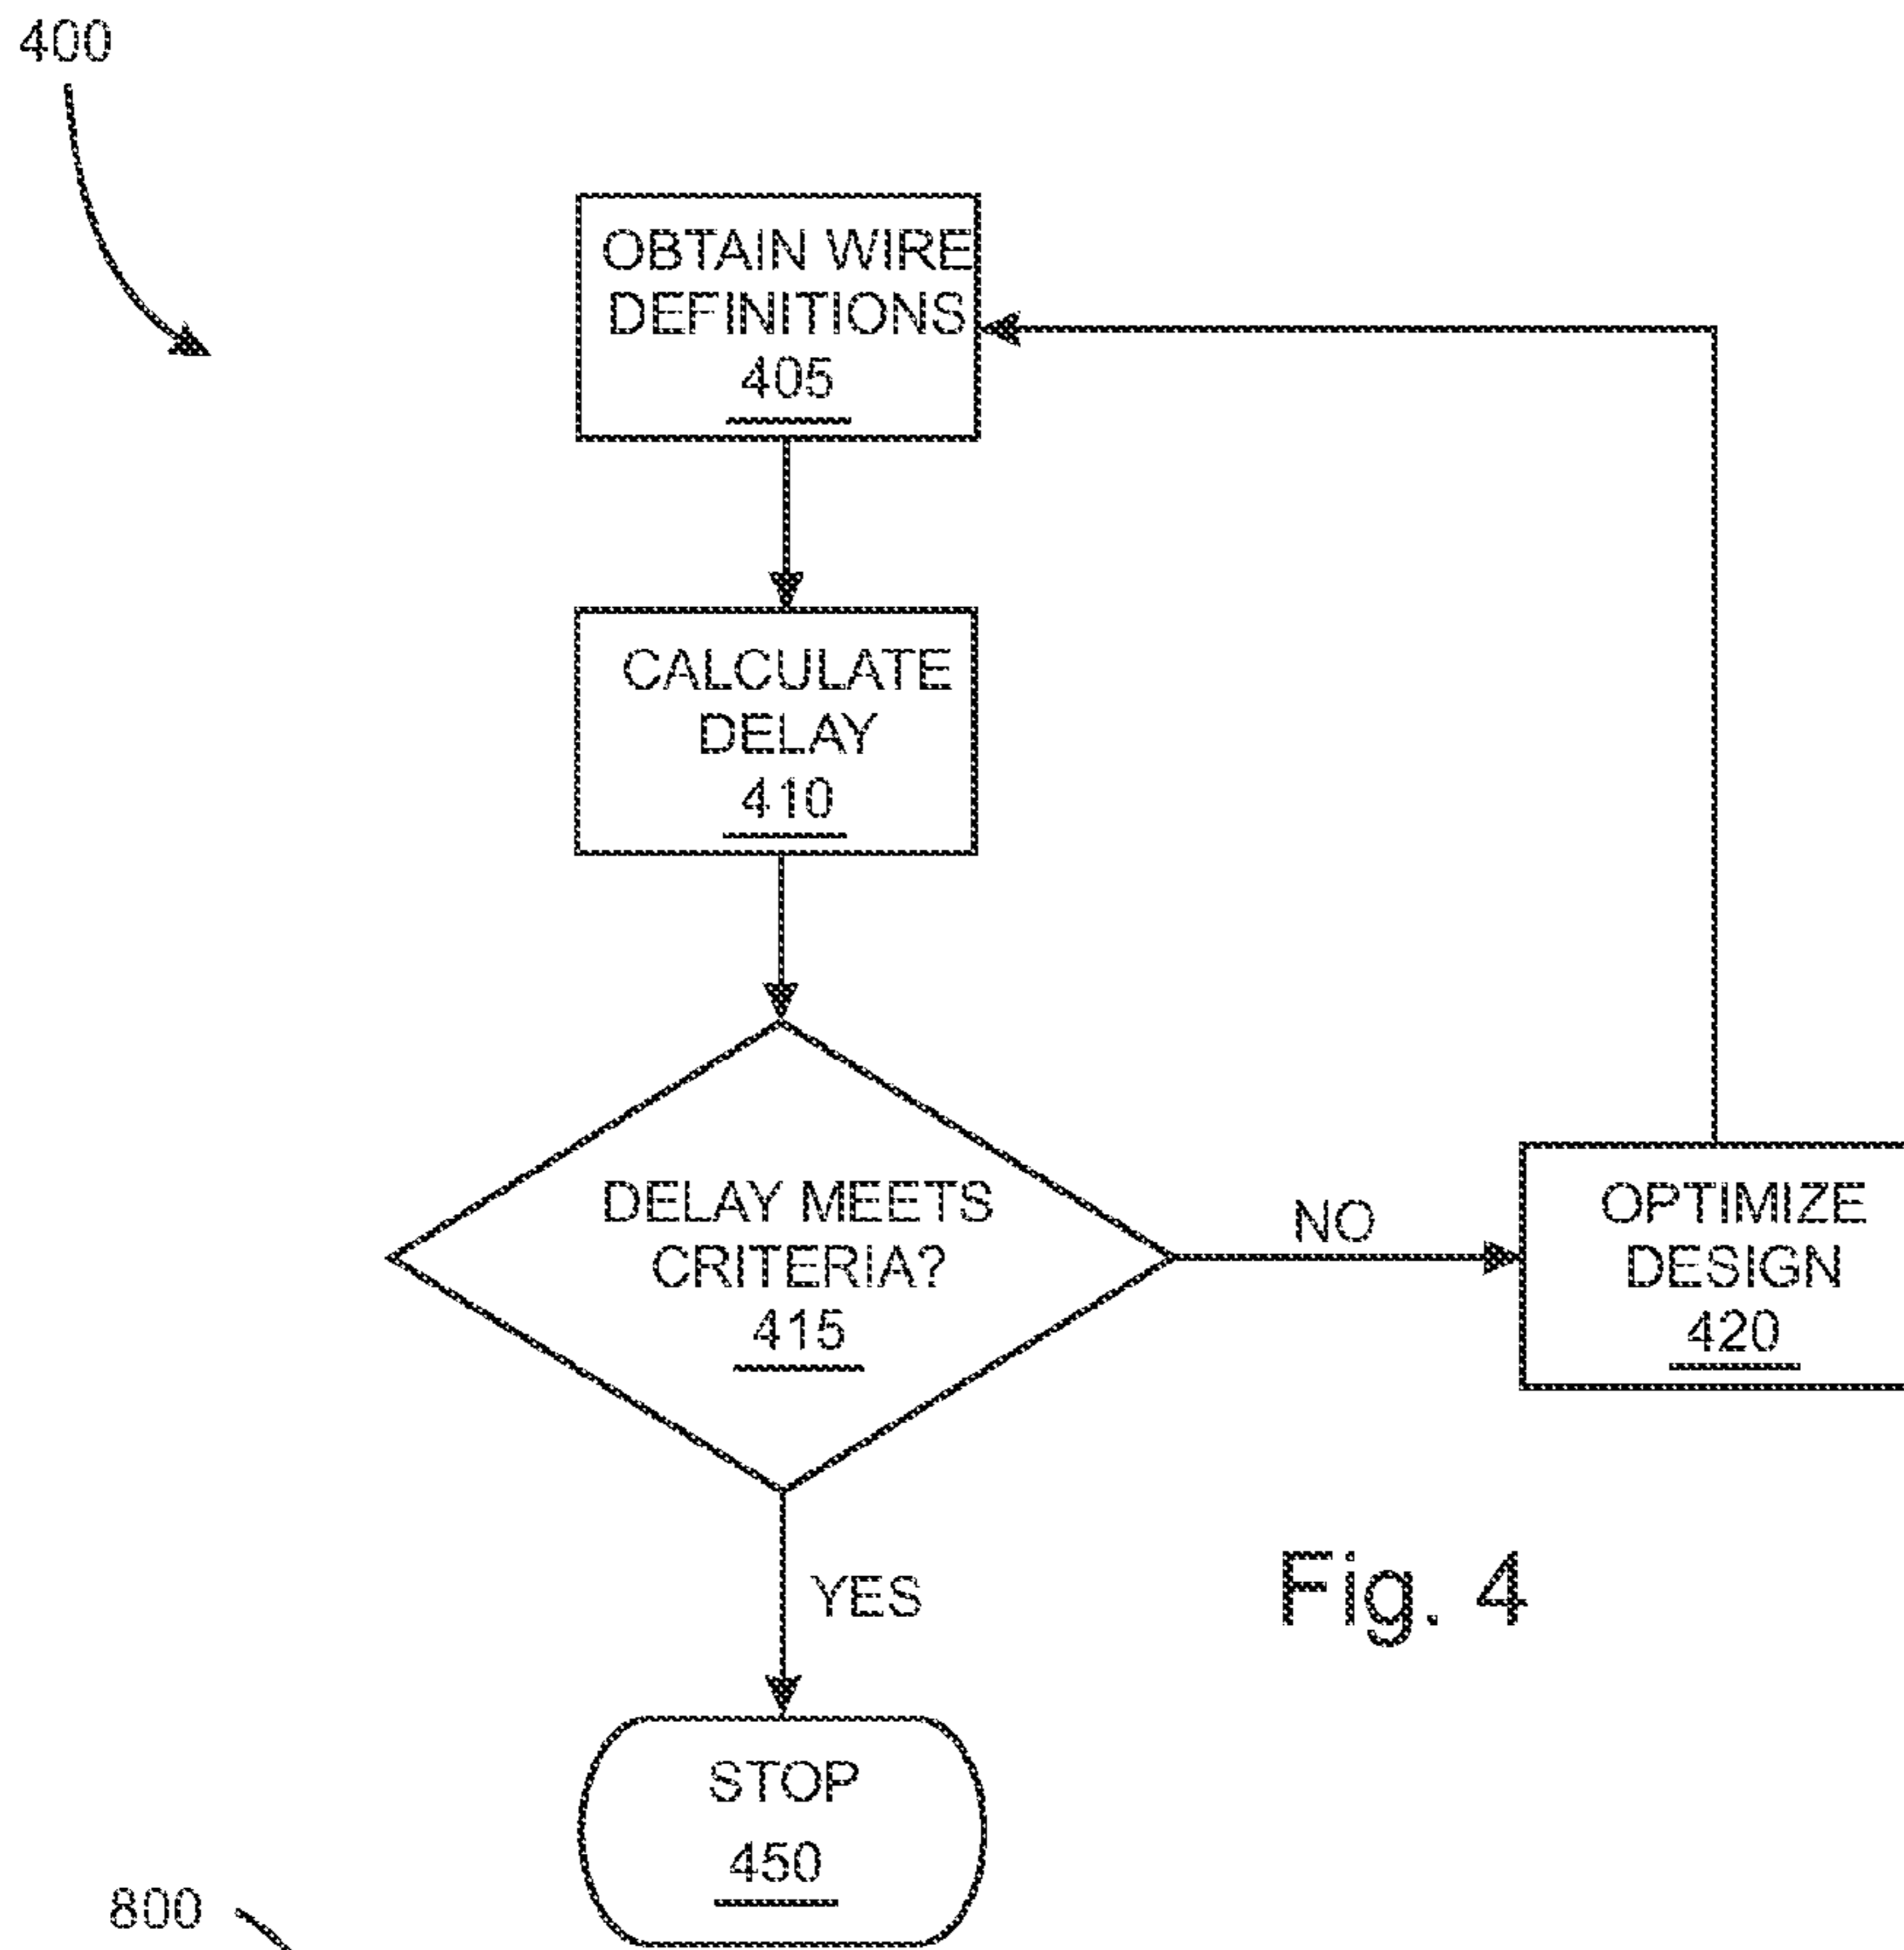 400
OBTAIN WIRE
DEFINITIONS
405
CALCULATE
DELAY
410
DELAY MEETS
CRITERIA?
415
NO
OPTIMIZE
DESIGN
420
YES
Fig. 4
STOP
450
800